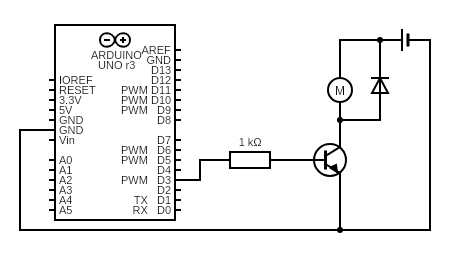 ARDUINO
UNO r3
AREF
GND
D13
IOREF D12
RESET PWM D11
3.3V PWM D10
5V PWM D9
GND D8
GND
Vin D7
PWM D6
A0 PWM D5
A1 D4
A2 PWM D3
A3 D2
A4 TX D1
A5 RX D0
1 kΩ
M